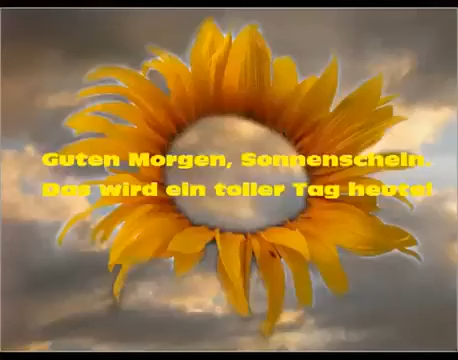 Guten Morgen, Sonnenschein.
Das wird ein toller Tag heute!